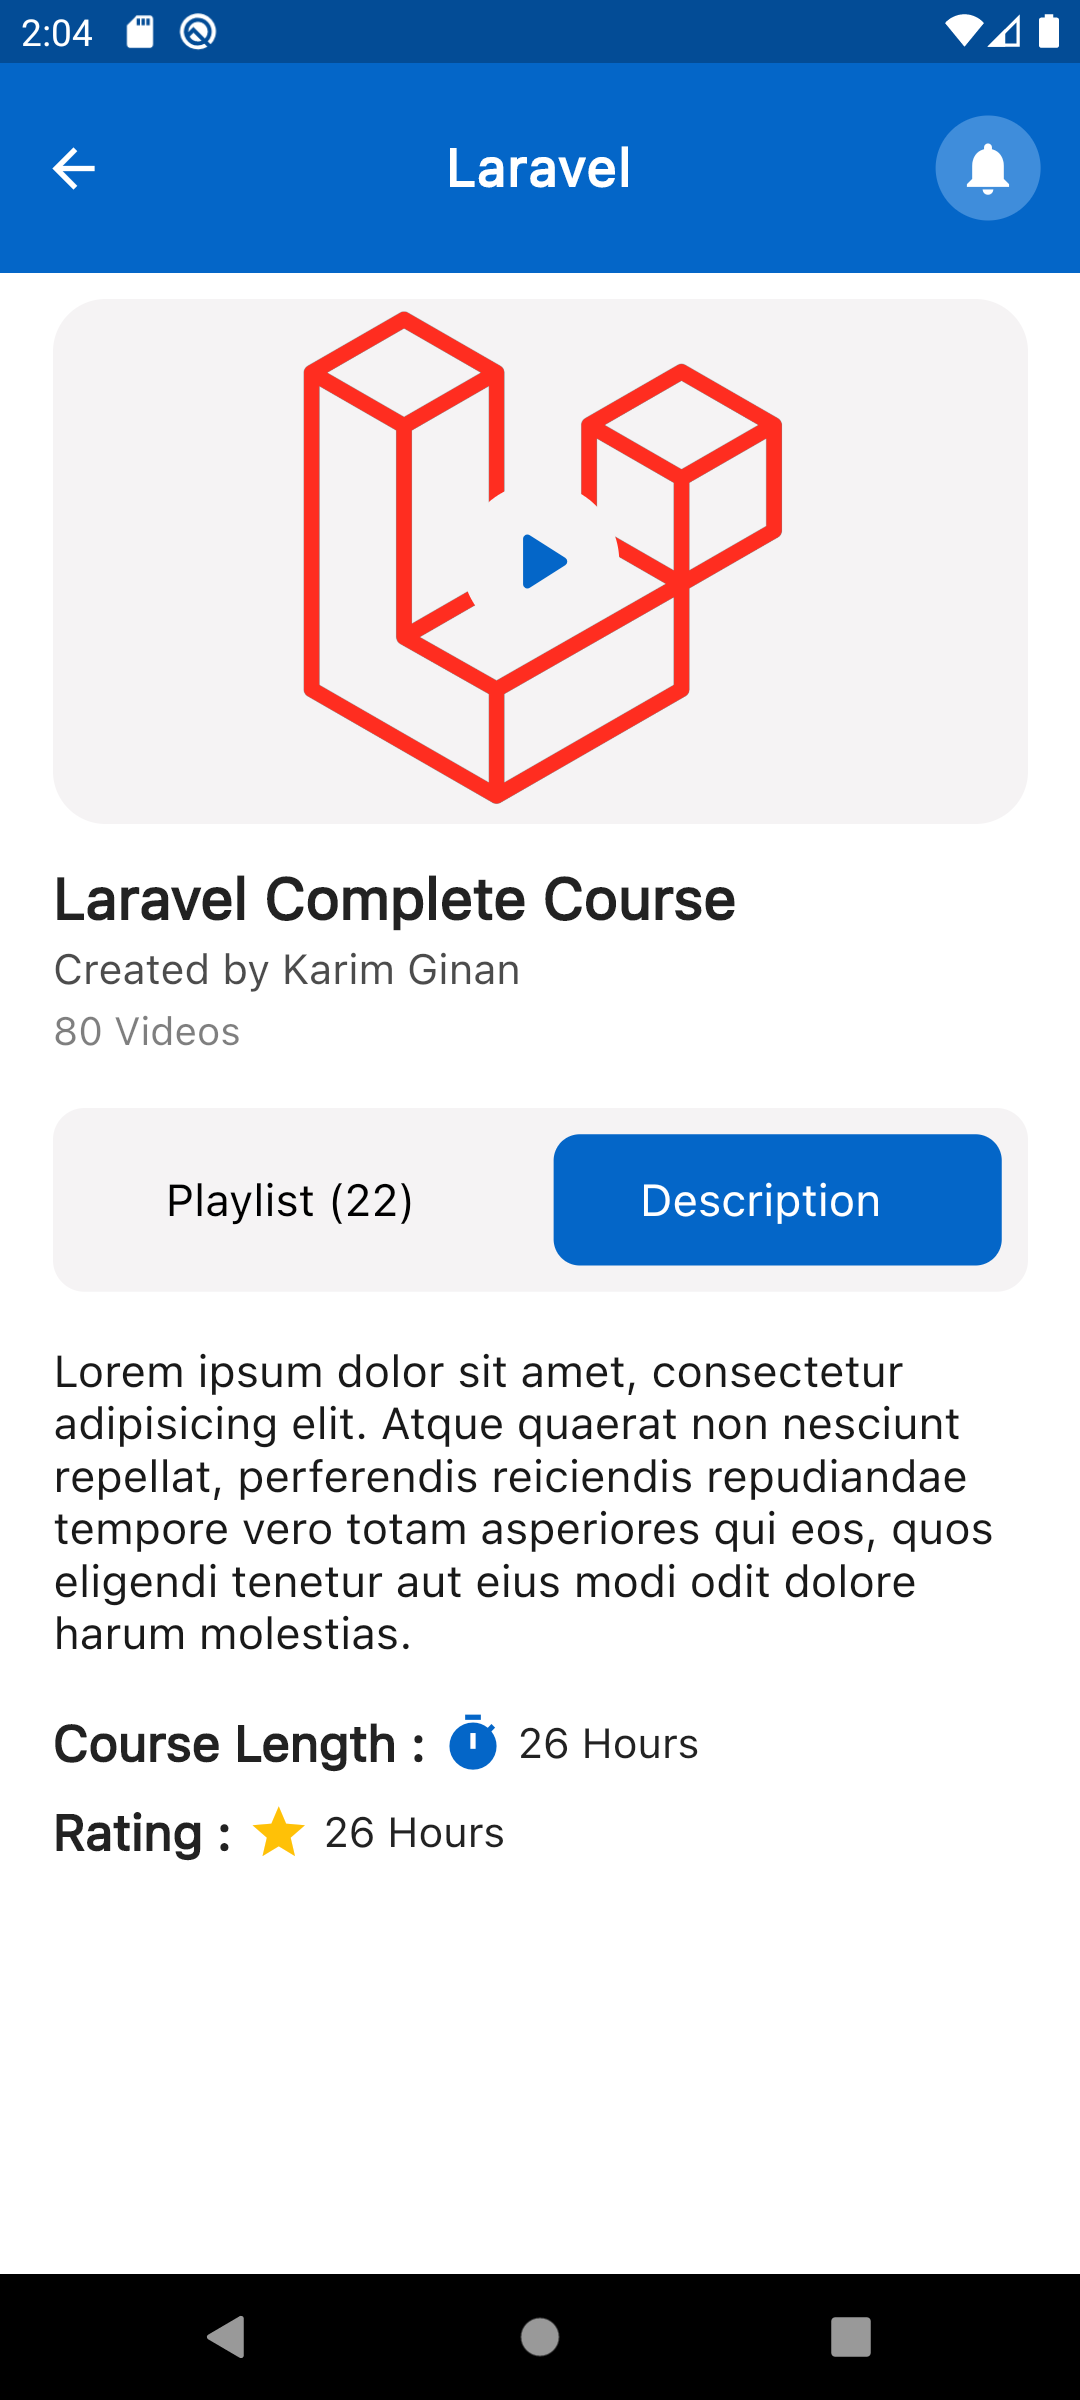 2:04
Laravel
Laravel Complete Course
Created by Karim Ginan
80 Videos
Playlist (22)
Description
Lorem ipsum dolor sit amet, consectetur
adipisicing elit. Atque quaerat non nesciunt
repellat, perferendis reiciendis repudiandae
tempore vero totam asperiores qui eos, quos
eligendi tenetur aut eius modi odit dolore
harum molestias.
Course Length : 26 Hours
Rating : 26 Hours